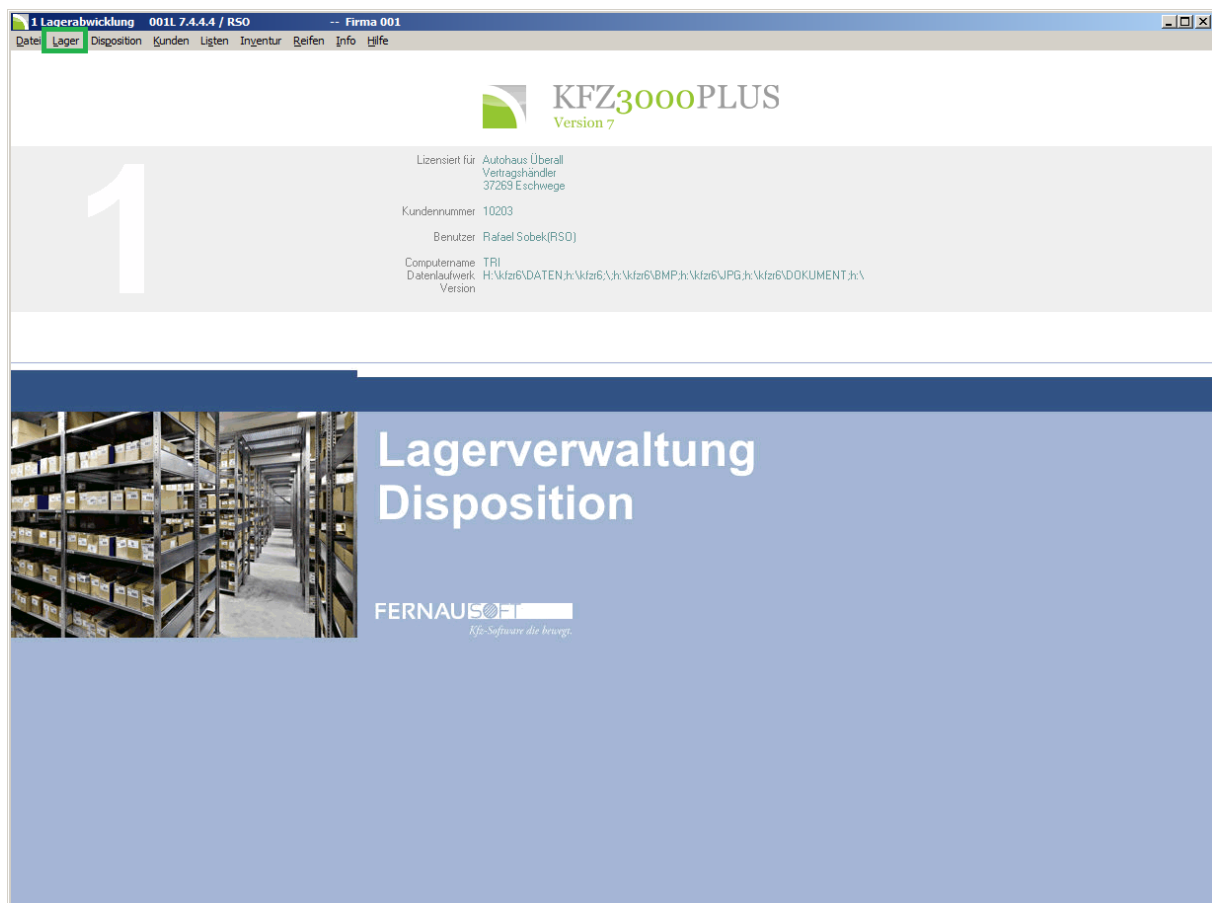 1 Lagerabwicklung 001L 7.4.4.4 / RSO -- Firma 001
Datei Lager Disposition Kunden Listen Inventur Reifen Info Hilfe
KFZ3000PLUS
Version 7
1
Lizensiert für Autohaus Überall
Vertragshändler
37269 Eschwege
Kundennummer 10203
Benutzer Rafael Sobek(RSO)
Computername TRI
Datenlaufwerk H:\kfzr6\DATEN;h:\kfzr6;\;h:\kfzr6\BMP;h:\kfzr6\JPG;h:\kfzr6\DOKUMENT;h:\
Version
Lagerverwaltung
Disposition
FERNAUSOFT
Kfz-Software die bewegt.